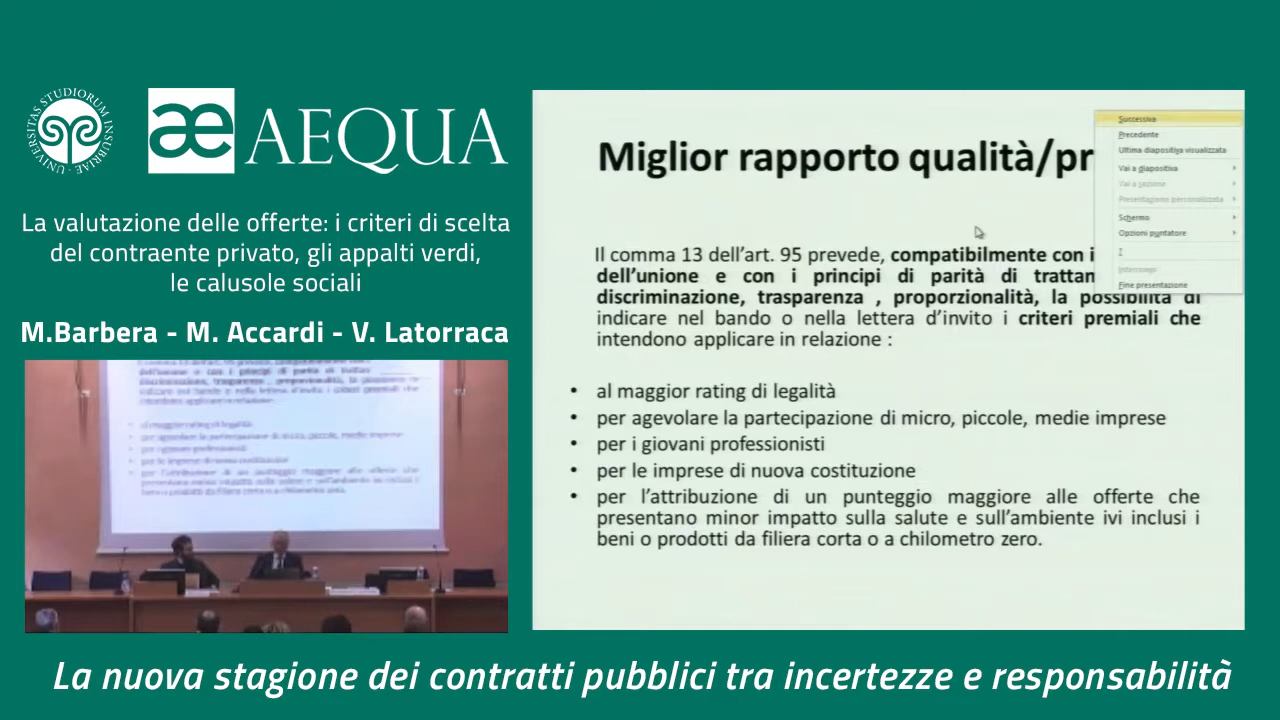 UNIVERSITAS STUDIORUM INSUBRIAE
æ AEQUA
La valutazione delle offerte: i criteri di scelta
del contraente privato, gli appalti verdi,
le calusole sociali
M.Barbera - M. Accardi - V. Latorraca
Miglior rapporto qualità/pr
Successiva
Precedente
Ultima diapositiva visualizzata
Vai a diapositiva
Vai a sezione
Presentazione personalizzata
Schermo
Opzioni puntatore
?
Interrompi
Fine presentazione
Il comma 13 dell’art. 95 prevede, compatibilmente con i
dell’unione e con i principi di parità di trattan
discriminazione, trasparenza , proporzionalità, la possibilità di
indicare nel bando o nella lettera d’invito i criteri premiali che
intendono applicare in relazione :
• al maggior rating di legalità
• per agevolare la partecipazione di micro, piccole, medie imprese
• per i giovani professionisti
• per le imprese di nuova costituzione
• per l’attribuzione di un punteggio maggiore alle offerte che
presentano minor impatto sulla salute e sull’ambiente ivi inclusi i
beni o prodotti da filiera corta o a chilometro zero.
La nuova stagione dei contratti pubblici tra incertezze e responsabilità